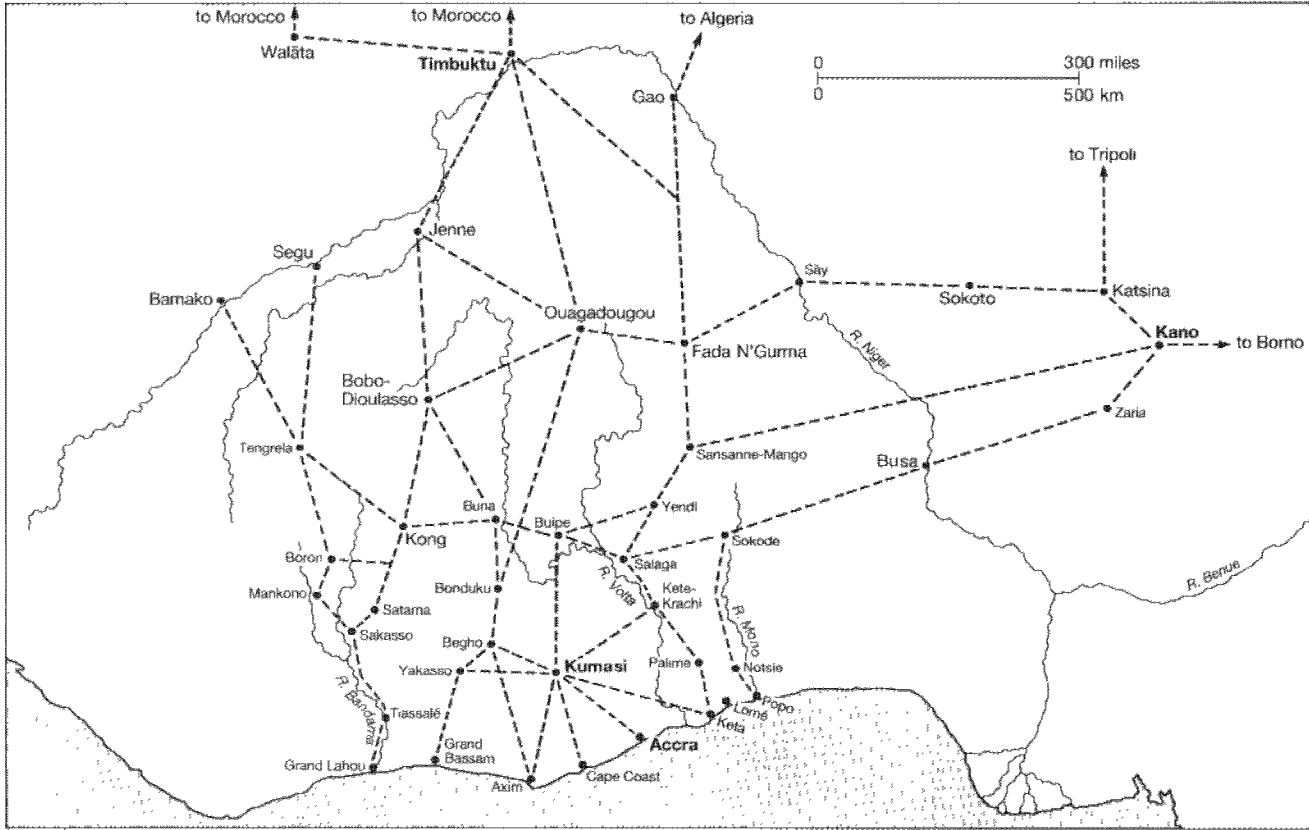 to Morocco
to Morocco
to Algeria
Walāta
Timbuktu
0 300 miles
0 500 km
Gao
to Tripoli
Jenne
Segu
Bamako
Säy
Sokoto
Katsina
Ouagadougou
Kano
to Borno
Fada N'Gurma
R. Niger
Bobo-
Dioulasso
Zaria
Tengrela
Sansanne-Mango
Busa
Buna
Buipe
Yendi
Kong
Sokode
Boron
Salaga
R. Benue
Mankono
Bonduku
R. Volta
Kete-
Krachi
Satama
R. Mono
Sakasso
Begho
Yakasso
Kumasi
Palime
Notsie
R. Bandama
Tiassalé
Popo
Lomé
Keta
Accra
Grand
Bassam
Grand Lahou
Axim
Cape Coast